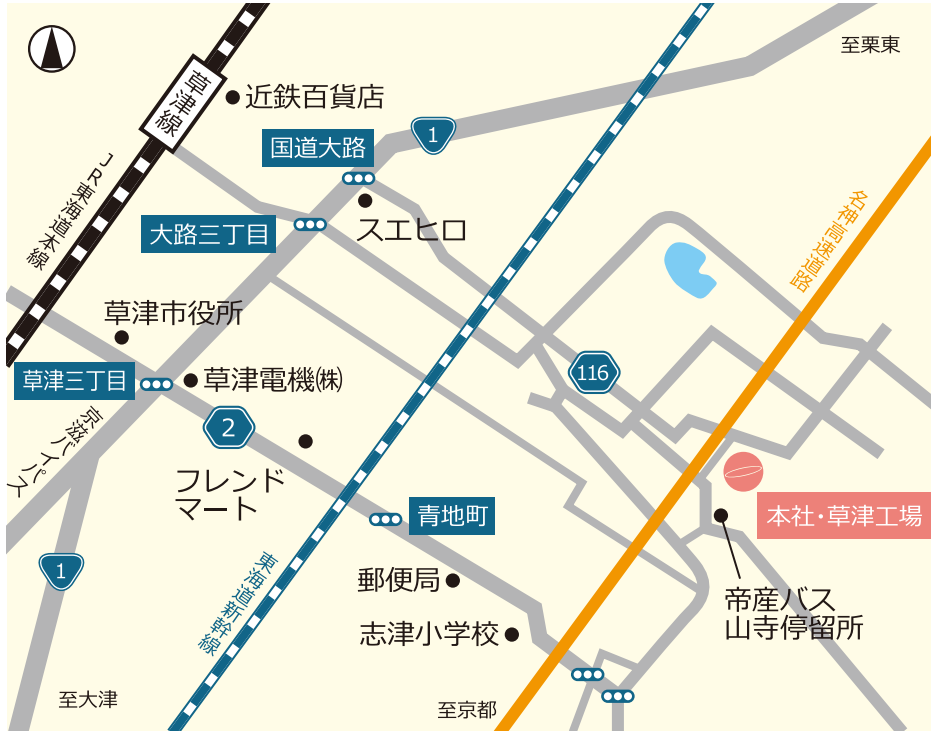 至栗東
草津線
近鉄百貨店
1
国道大路
JR東海道本線
スエヒロ
大路三丁目
名神高速道路
草津市役所
草津三丁目
草津電機㈱
116
京滋バイパス
2
フレンド
マート
青地町
本社・草津工場
1
東海道新幹線
郵便局
帝産バス
山寺停留所
志津小学校
至大津
至京都